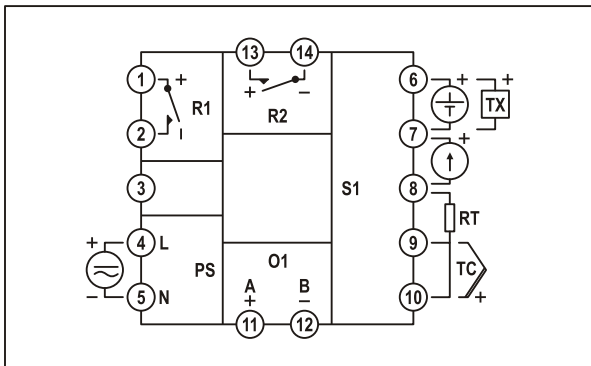 13 14
1 + 6 + +
+ − TX
R1 R2
2 − 7 +
3 8
S1
RT
+ 4 L 9
PS O1 TC
A B
− 5 N + − 10 +
11 12